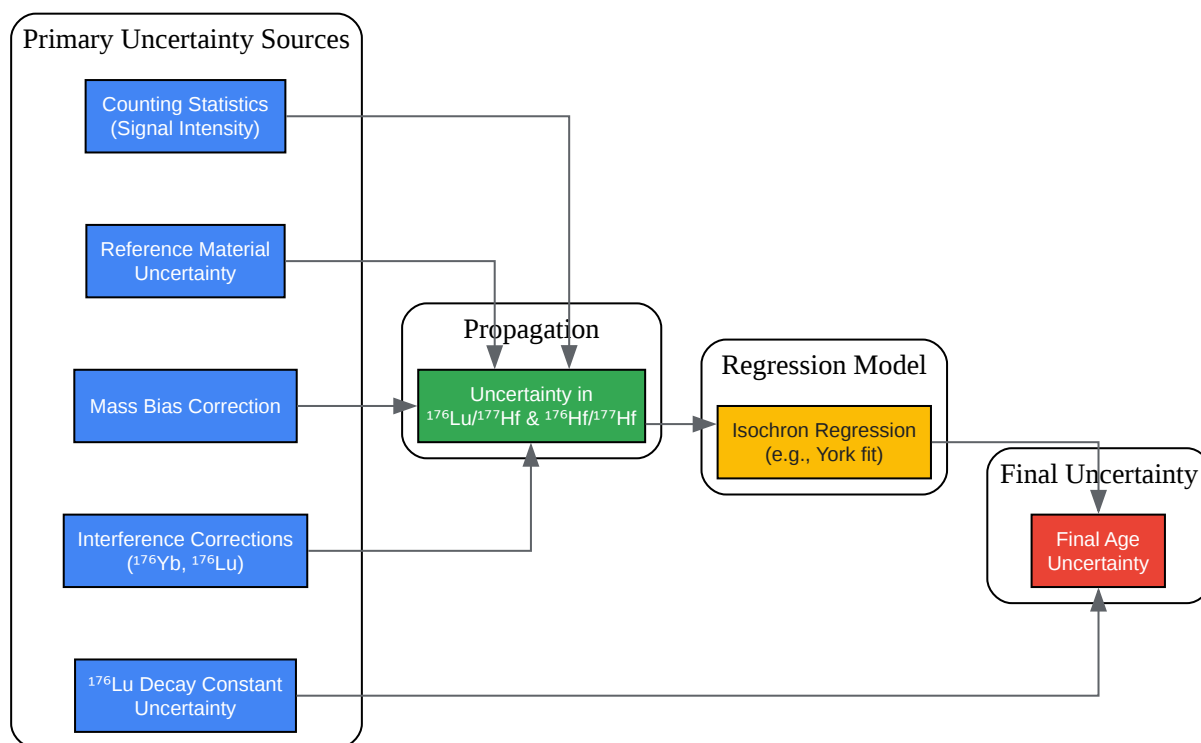 Primary Uncertainty Sources
Counting Statistics
(Signal Intensity)
Reference Material
Uncertainty
Mass Bias Correction
Interference Corrections
(¹⁷⁶Yb, ¹⁷⁶Lu)
¹⁷⁶Lu Decay Constant
Uncertainty
Propagation
Uncertainty in
¹⁷⁶Lu/¹⁷⁷Hf & ¹⁷⁶Hf/¹⁷⁷Hf
Regression Model
Isochron Regression
(e.g., York fit)
Final Uncertainty
Final Age
Uncertainty